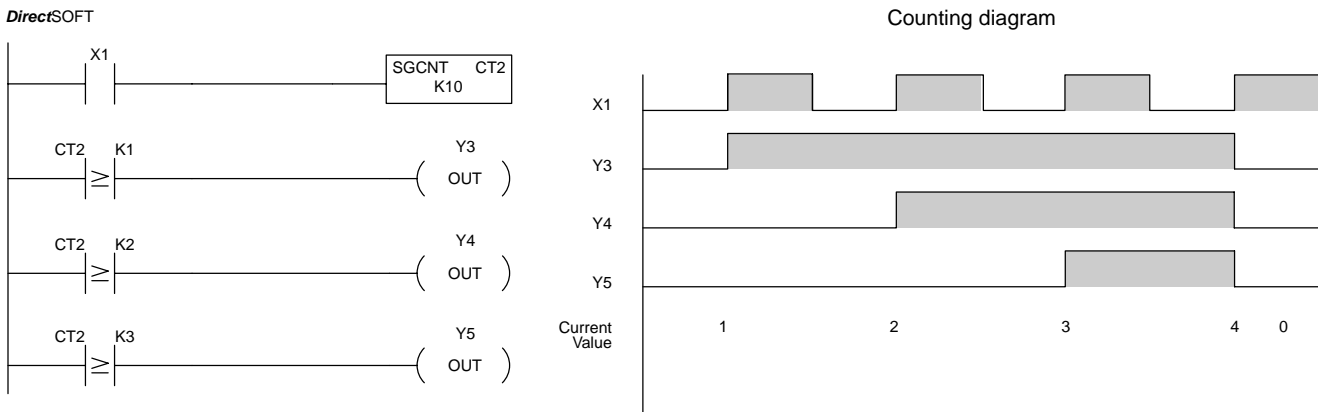 DirectSOFT
X1
SGCNT CT2
K10
CT2 K1
≥
Y3
OUT
CT2 K2
≥
Y4
OUT
CT2 K3
≥
Y5
OUT
Counting diagram
X1
Y3
Y4
Y5
Current
Value
1 2 3 4 0